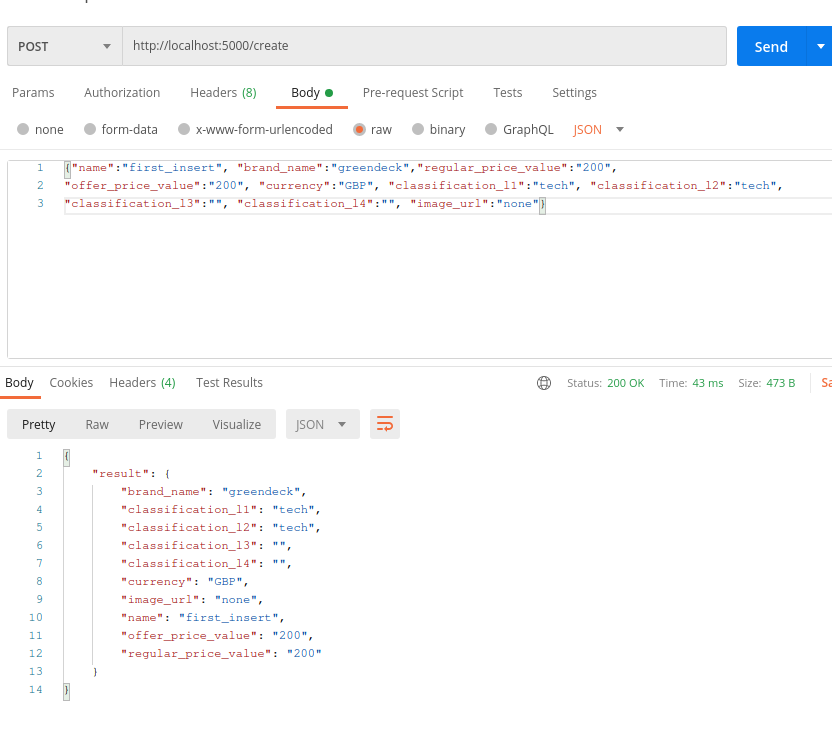 POST http://localhost:5000/create Send
Params Authorization Headers (8) Body Pre-request Script Tests Settings
none form-data x-www-form-urlencoded raw binary GraphQL JSON
1 {"name":"first_insert", "brand_name":"greendeck","regular_price_value":"200",
2 "offer_price_value":"200", "currency":"GBP", "classification_l1":"tech", "classification_l2":"tech",
3 "classification_l3":"", "classification_l4":"", "image_url":"none"}
Body Cookies Headers (4) Test Results Status: 200 OK Time: 43 ms Size: 473 B Sa
Pretty Raw Preview Visualize JSON
1 {
2 "result": {
3 "brand_name": "greendeck",
4 "classification_l1": "tech",
5 "classification_l2": "tech",
6 "classification_l3": "",
7 "classification_l4": "",
8 "currency": "GBP",
9 "image_url": "none",
10 "name": "first_insert",
11 "offer_price_value": "200",
12 "regular_price_value": "200"
13 }
14 }